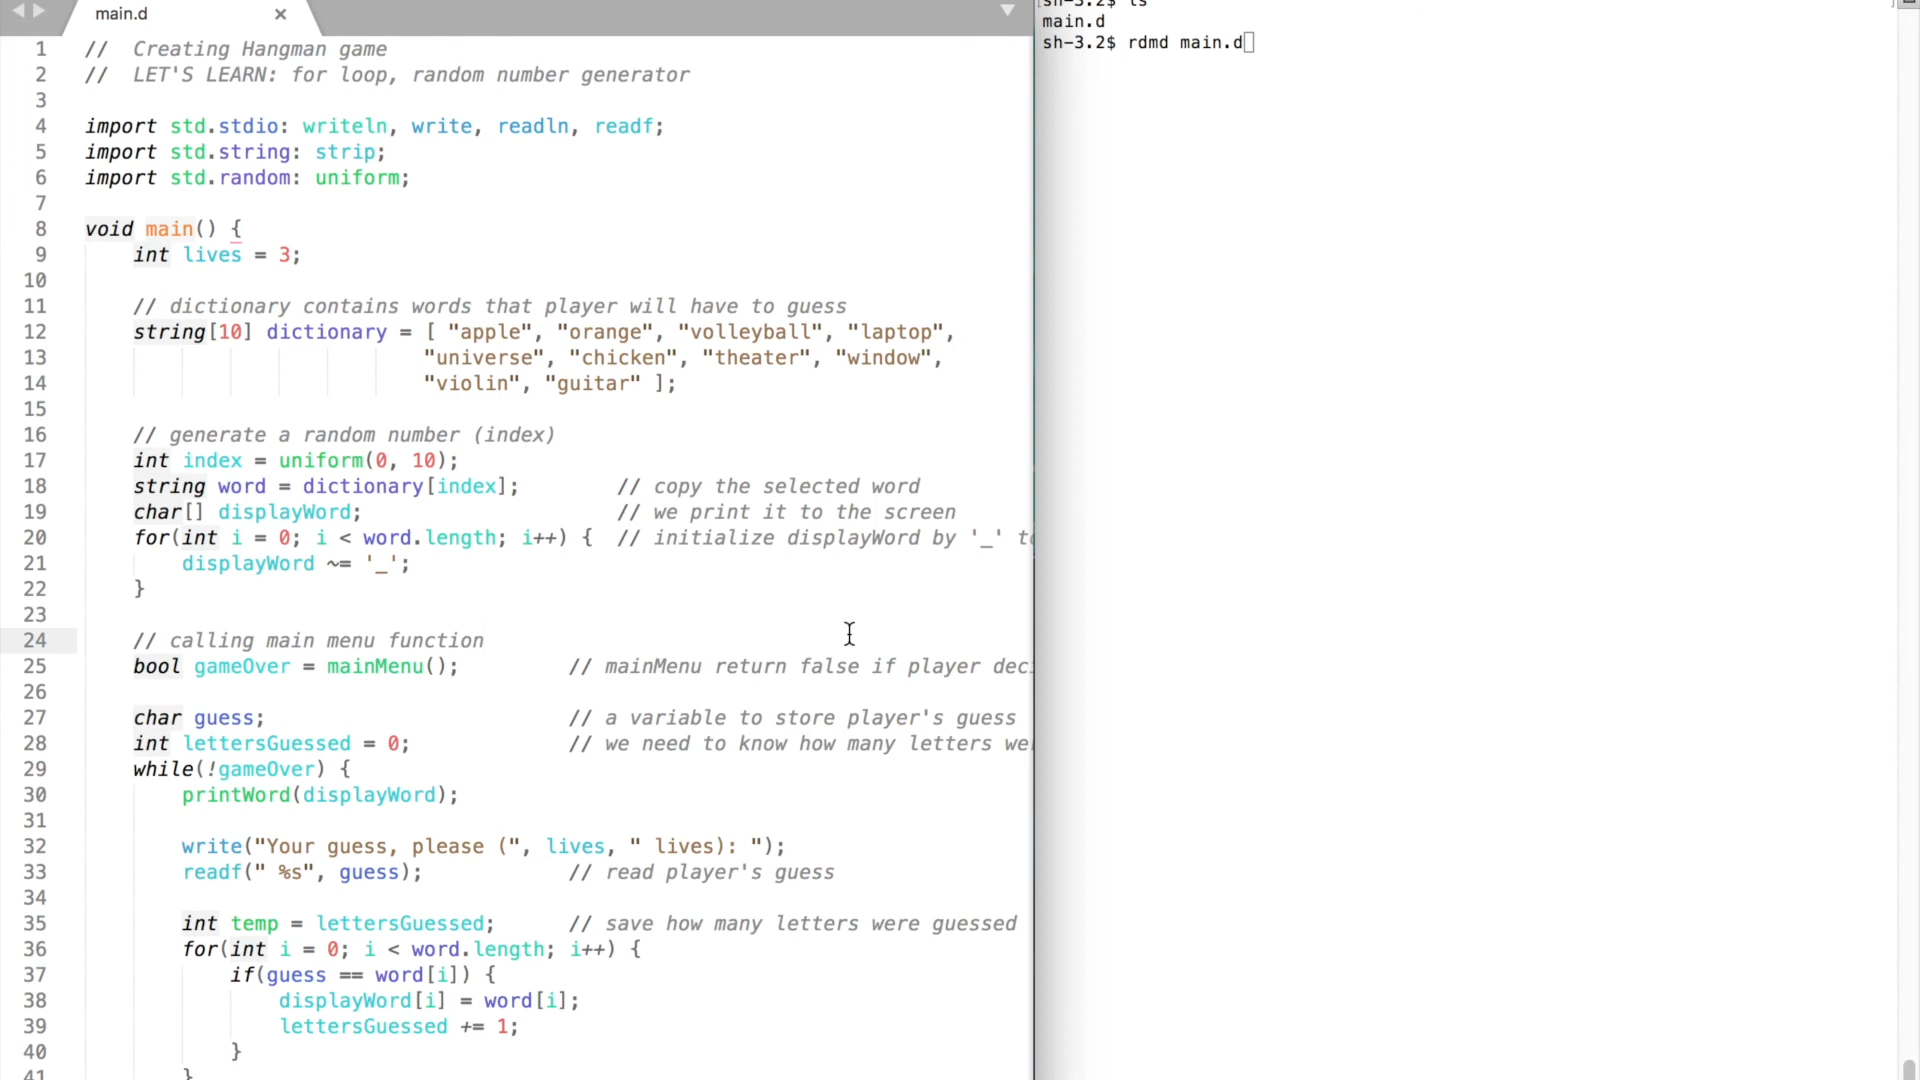 main.d
1 // Creating Hangman game
2 // LET'S LEARN: for loop, random number generator
3
4 import std.stdio: writeln, write, readln, readf;
5 import std.string: strip;
6 import std.random: uniform;
7
8 void main() {
9 int lives = 3;
10
11 // dictionary contains words that player will have to guess
12 string[10] dictionary = [ "apple", "orange", "volleyball", "laptop",
13 "universe", "chicken", "theater", "window",
14 "violin", "guitar" ];
15
16 // generate a random number (index)
17 int index = uniform(0, 10);
18 string word = dictionary[index]; // copy the selected word
19 char[] displayWord; // we print it to the screen
20 for(int i = 0; i < word.length; i++) { // initialize displayWord by '_' t
21 displayWord ~= '_';
22 }
23
24 // calling main menu function
25 bool gameOver = mainMenu(); // mainMenu return false if player dec
26
27 char guess; // a variable to store player's guess
28 int lettersGuessed = 0; // we need to know how many letters we
29 while(!gameOver) {
30 printWord(displayWord);
31
32 write("Your guess, please (", lives, " lives): ");
33 readf(" %s", guess); // read player's guess
34
35 int temp = lettersGuessed; // save how many letters were guessed
36 for(int i = 0; i < word.length; i++) {
37 if(guess == word[i]) {
38 displayWord[i] = word[i];
39 lettersGuessed += 1;
40 }
41 }
sh-3.2$ ls
main.d
sh-3.2$ rdmd main.d